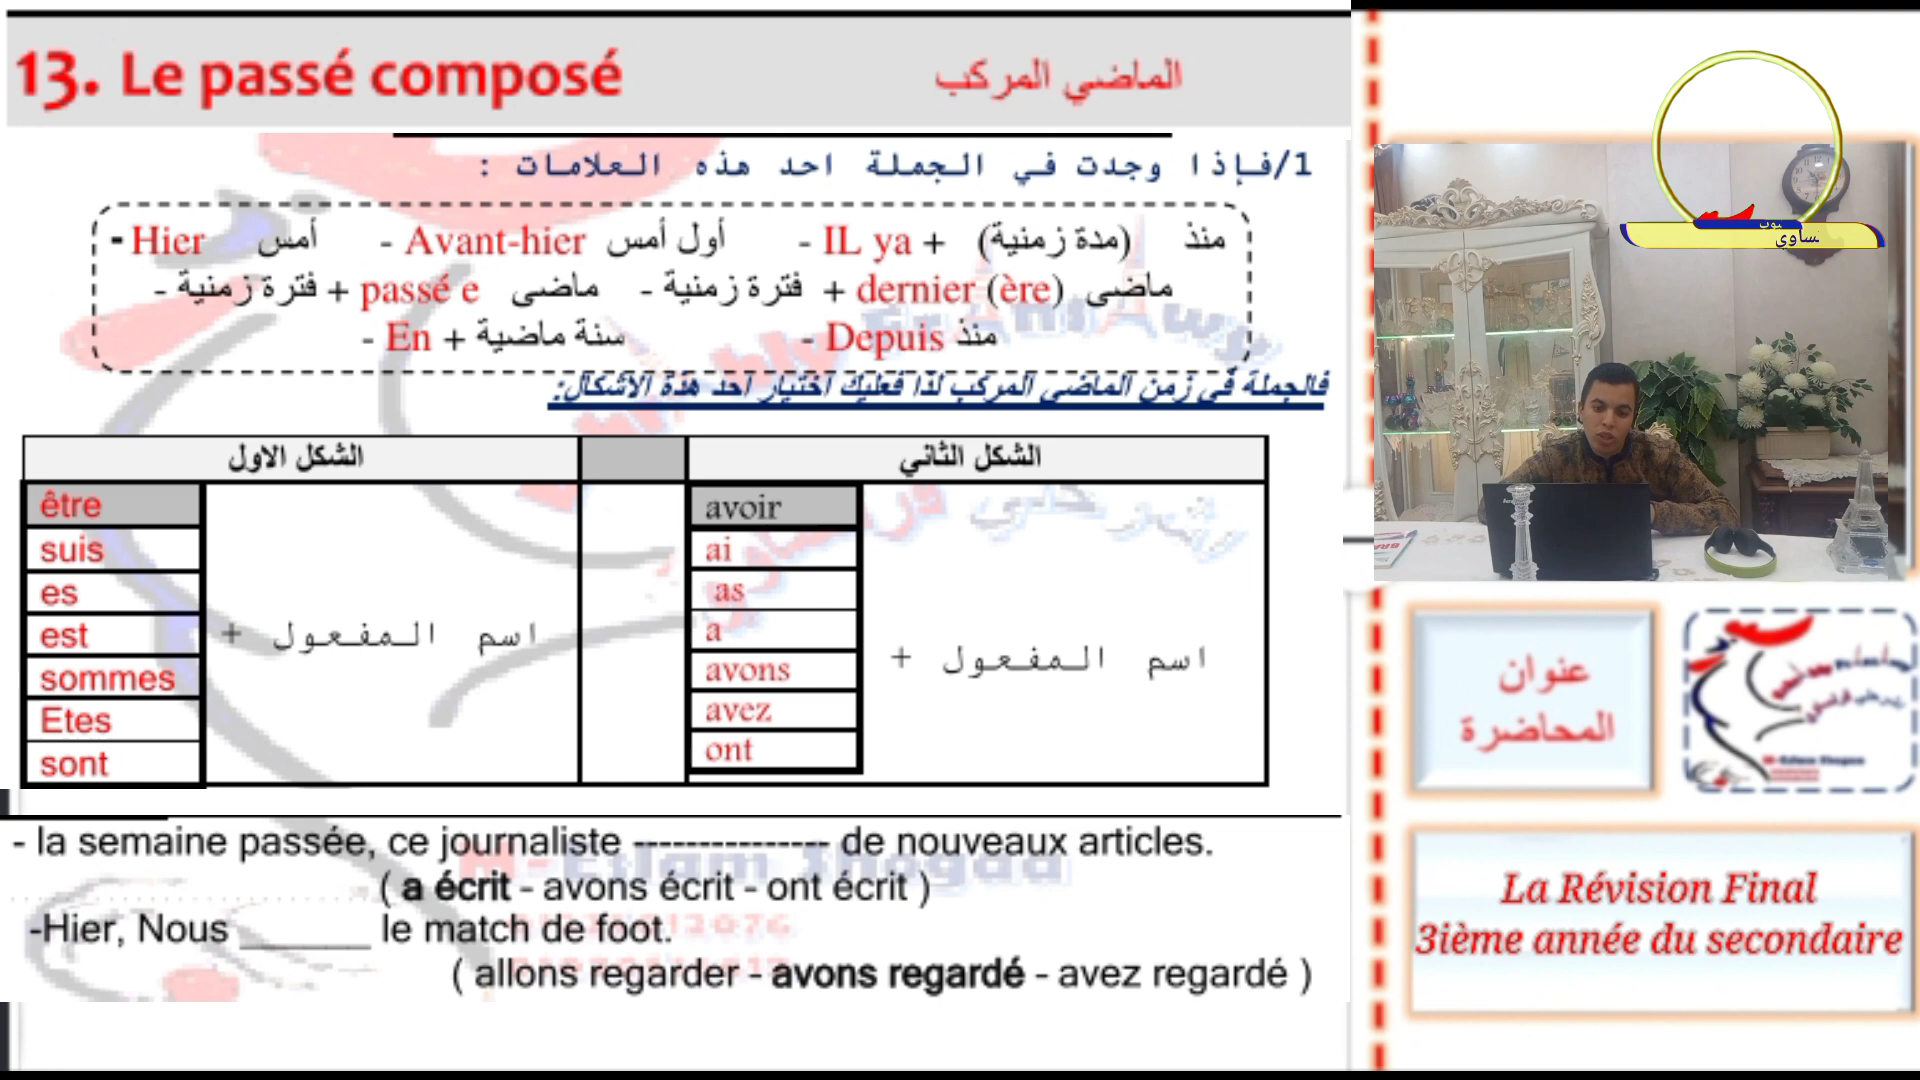 13. Le passé composé الماضي المركب
1/فإذا وجدت في الجملة احد هذه العلامات :
- Hier أمس - Avant-hier أول أمس - IL ya + (مدة زمنية) منذ
- فترة زمنية + passé e ماضى - فترة زمنية + dernier (ère) ماضى
- En + سنة ماضية - Depuis منذ
فالجملة فى زمن الماضى المركب لذا فعليك اختيار احد هذة الاشكال:
الشكل الاول الشكل الثاني
être
suis
es
est
sommes
Etes
sont
+ اسم المفعول
avoir
ai
as
a
avons
avez
ont
+ اسم المفعول
- la semaine passée, ce journaliste --------------- de nouveaux articles.
( a écrit - avons écrit - ont écrit )
-Hier, Nous ______ le match de foot.
( allons regarder - avons regardé - avez regardé )
عنوان
المحاضرة
La Révision Final
3ième année du secondaire